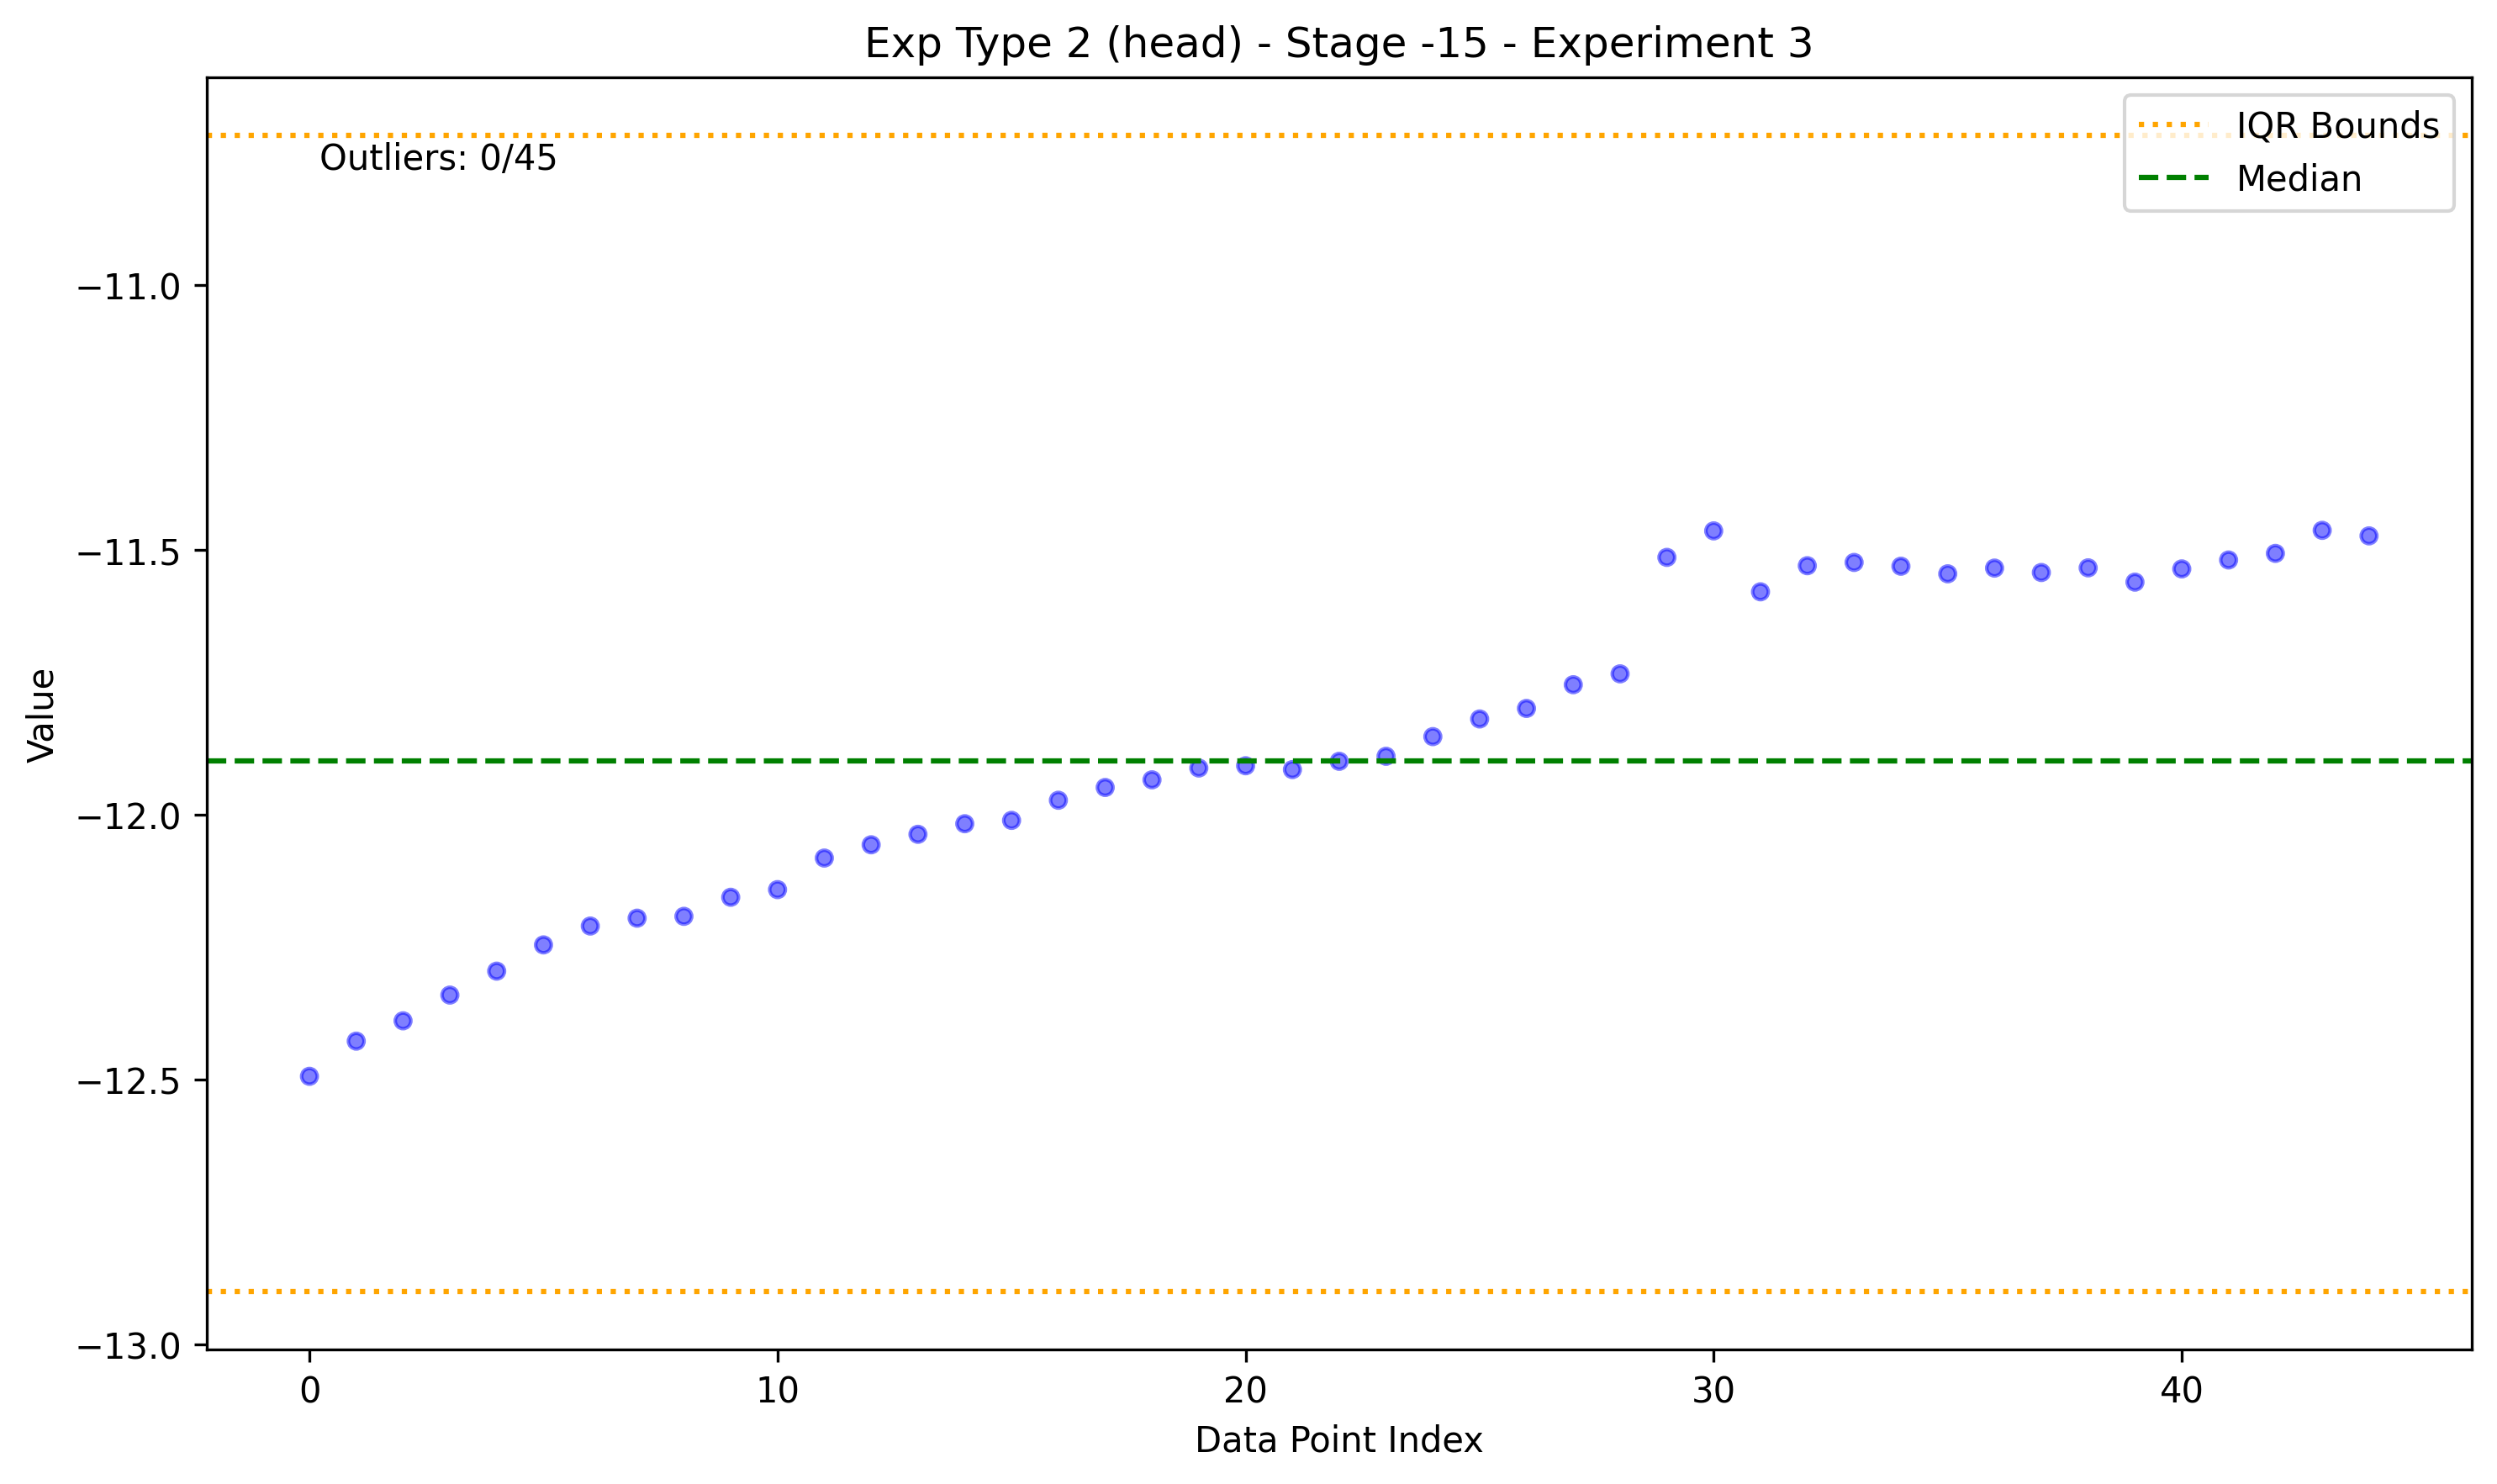 Exp Type 2 (head) - Stage -15 - Experiment 3
IQR Bounds
Median
Outliers: 0/45
−11.0
−11.5
−12.0
−12.5
−13.0
Value
0 10 20 30 40
Data Point Index